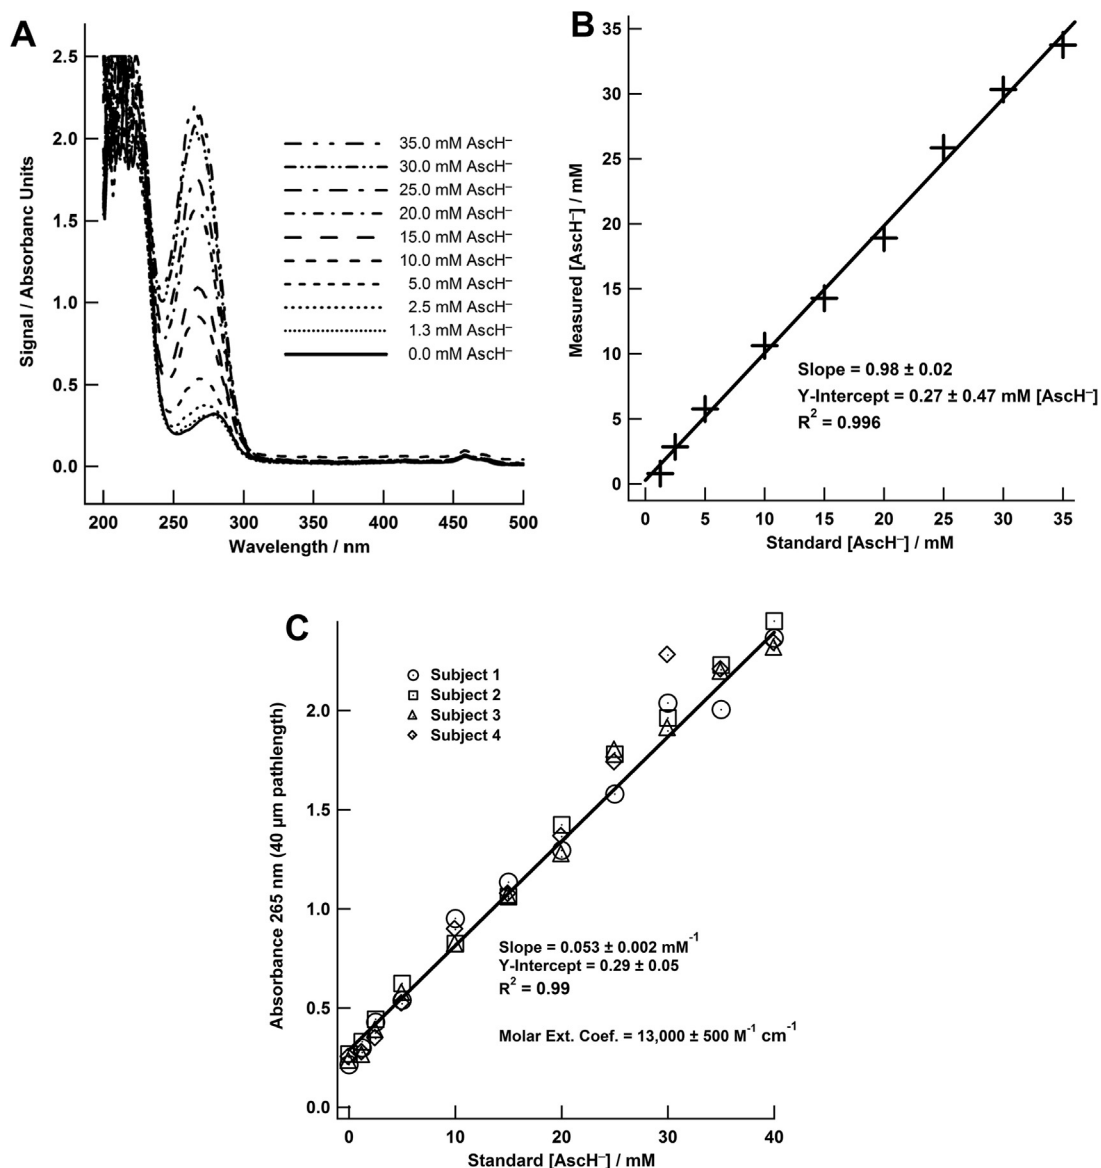 A
2.5
2.0
1.5
1.0
0.5
0.0
Signal / Absorbanc Units
200 250 300 350 400 450 500
Wavelength / nm
35.0 mM AscH⁻
30.0 mM AscH⁻
25.0 mM AscH⁻
20.0 mM AscH⁻
15.0 mM AscH⁻
10.0 mM AscH⁻
5.0 mM AscH⁻
2.5 mM AscH⁻
1.3 mM AscH⁻
0.0 mM AscH⁻
B
35
30
25
20
15
10
5
0
Measured [AscH⁻] / mM
0 5 10 15 20 25 30 35
Standard [AscH⁻] / mM
Slope = 0.98 ± 0.02
Y-Intercept = 0.27 ± 0.47 mM [AscH⁻]
R² = 0.996
C
Subject 1
Subject 2
Subject 3
Subject 4
2.0
1.5
1.0
0.5
0.0
Absorbance 265 nm (40 µm pathlength)
Slope = 0.053 ± 0.002 mM⁻¹
Y-Intercept = 0.29 ± 0.05
R² = 0.99
Molar Ext. Coef. = 13,000 ± 500 M⁻¹ cm⁻¹
0 10 20 30 40
Standard [AscH⁻] / mM